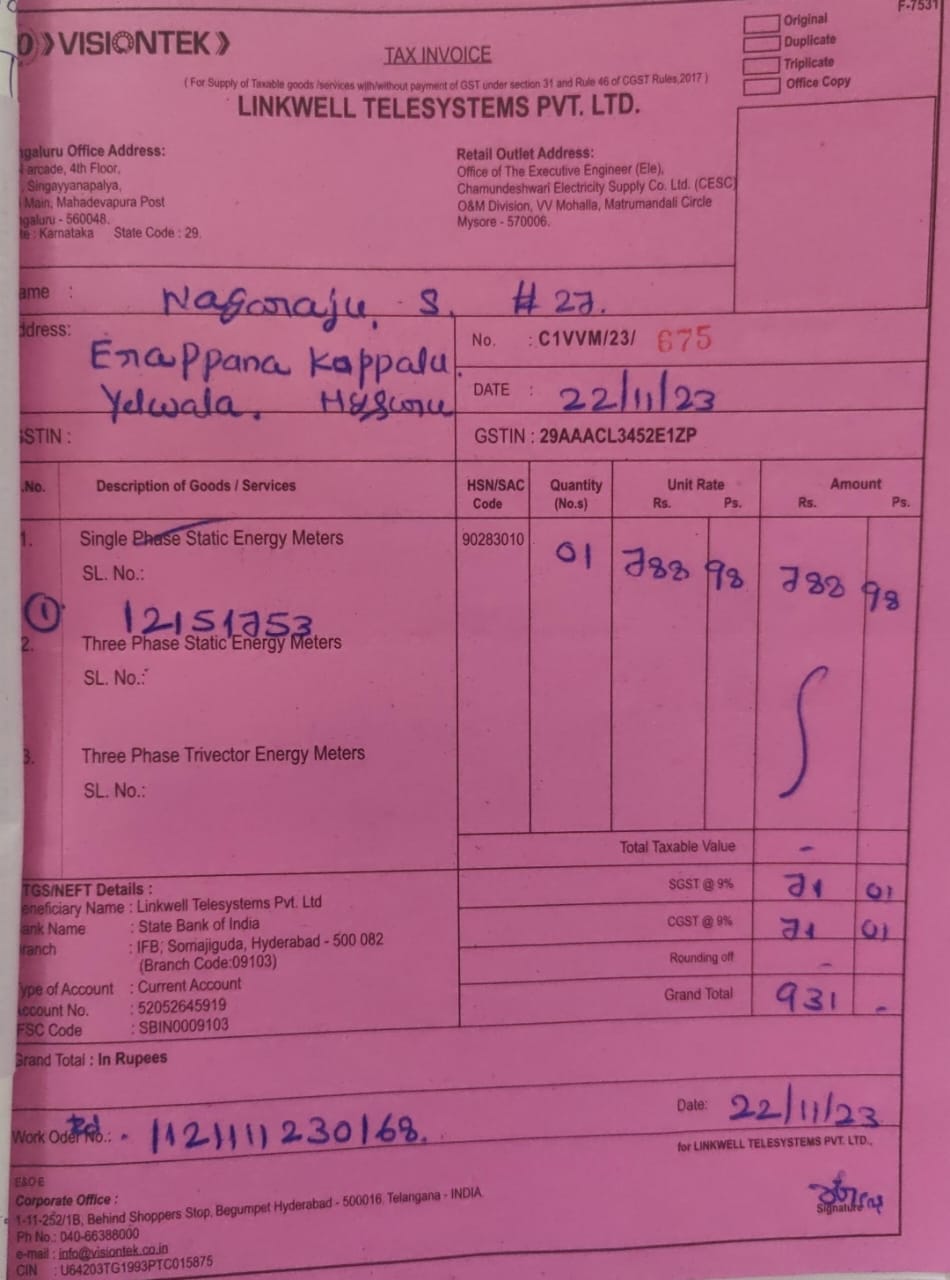 F-7531
VISIONTEK
Original
Duplicate
Triplicate
Office Copy
TAX INVOICE
( For Supply of Taxable goods /services with/without payment of GST under section 31 and Rule 46 of CGST Rules,2017 )
LINKWELL TELESYSTEMS PVT. LTD.
galuru Office Address:
arcade, 4th Floor,
Singayyanapalya,
Main, Mahadevapura Post
galuru - 560048.
te : Karnataka State Code : 29.
Retail Outlet Address:
Office of The Executive Engineer (Ele),
Chamundeshwari Electricity Supply Co. Ltd. (CESC)
O&M Division, VV Mohalla, Matrumandali Circle
Mysore - 570006.
ame : Nagaraju. S. # 27.
ddress: Erappana Koppalu.
Yelwala.
No. : C1VVM/23/ 675
DATE : 22/11/23
STIN :
GSTIN : 29AAACL3452E1ZP
.No. Description of Goods / Services HSN/SAC Code Quantity (No.s) Unit Rate Rs. Ps. Amount Rs. Ps.
1. Single Phase Static Energy Meters 90283010 01 788 98 788 98
SL. No.:
① 12151753
2. Three Phase Static Energy Meters
SL. No.:
3. Three Phase Trivector Energy Meters
SL. No.:
Total Taxable Value -
SGST @ 9% 71 01
CGST @ 9% 71 01
Rounding off -
Grand Total 931 -
TGS/NEFT Details :
eneficiary Name : Linkwell Telesystems Pvt. Ltd
ank Name : State Bank of India
ranch : IFB, Somajiguda, Hyderabad - 500 082
(Branch Code:09103)
ype of Account : Current Account
ccount No. : 52052645919
FSC Code : SBIN0009103
Grand Total : In Rupees
Work Oder No.: 112111230168.
Date: 22/11/23
for LINKWELL TELESYSTEMS PVT. LTD.,
Signature
E&OE
Corporate Office :
1-11-252/1B, Behind Shoppers Stop, Begumpet Hyderabad - 500016. Telangana - INDIA
Ph No.: 040-66388000
e-mail : info@visiontek.co.in
CIN : U64203TG1993PTC015875